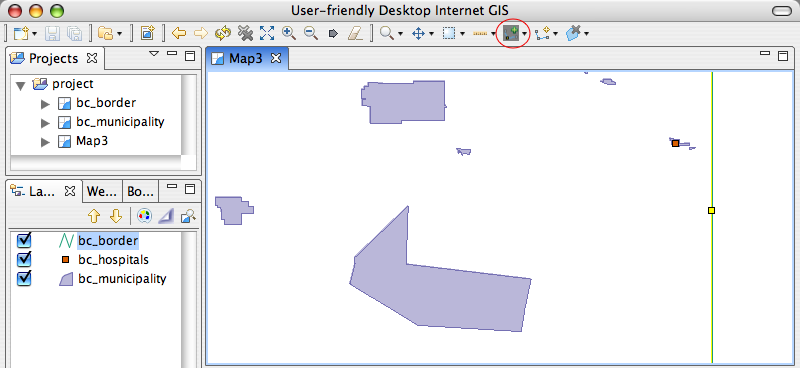 User-friendly Desktop Internet GIS
Projects
project
bc_border
bc_municipality
Map3
La...
We...
Bo...
bc_border
bc_hospitals
bc_municipality
Map3